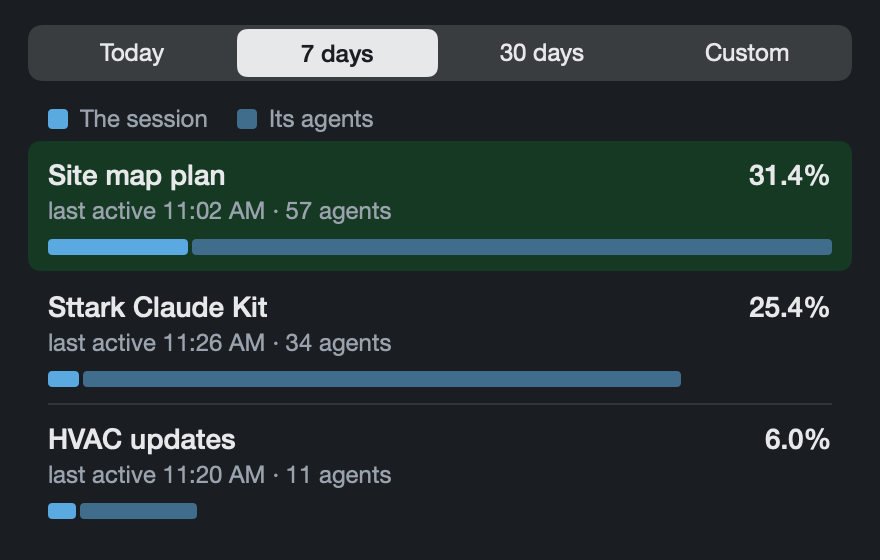 Today 7 days 30 days Custom
The session Its agents
Site map plan 31.4%
last active 11:02 AM · 57 agents
Sttark Claude Kit 25.4%
last active 11:26 AM · 34 agents
HVAC updates 6.0%
last active 11:20 AM · 11 agents